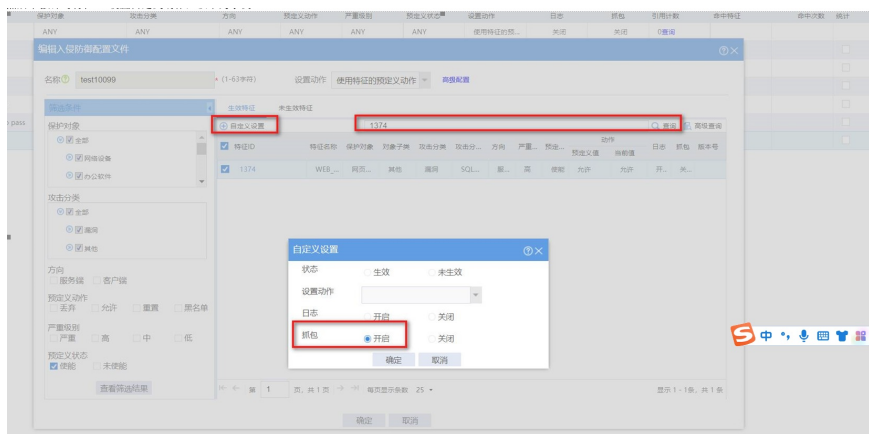 保护对象 攻击分类 方向 预定义动作 严重级别 预定义状态 设置动作 日志 抓包 引用计数 命中特征 命中次数 统计
ANY ANY ANY ANY ANY ANY 使用特征的预... 关闭 关闭 0查询
编辑入侵防御配置文件
名称 test10099 * (1-63字符) 设置动作 使用特征的预定义动作 高级配置
筛选条件 生效特征 未生效特征
pass
保护对象 自定义设置 1374 查询 高级查询
全部
特征ID 特征名称 保护对象 对象子类 攻击分类 攻击分... 方向 严重... 预定... 动作 预定义值 当前值 日志 抓包 版本号
网络设备
1374 WEB_... 网页... 其他 漏洞 SQL... 服... 高 使能 允许 允许 开... 关...
办公软件
攻击分类
全部
漏洞
其他
方向
服务端 客户端
预定义动作
丢弃 允许 重置 黑名单
严重级别
严重 高 中 低
预定义状态
使能 未使能
查看筛选结果
自定义设置
状态 生效 未生效
设置动作
日志 开启 关闭
抓包 开启 关闭
确定 取消
第 1 页，共 1 页 每页显示条数 25 显示 1 - 1条，共 1 条
确定 取消
中